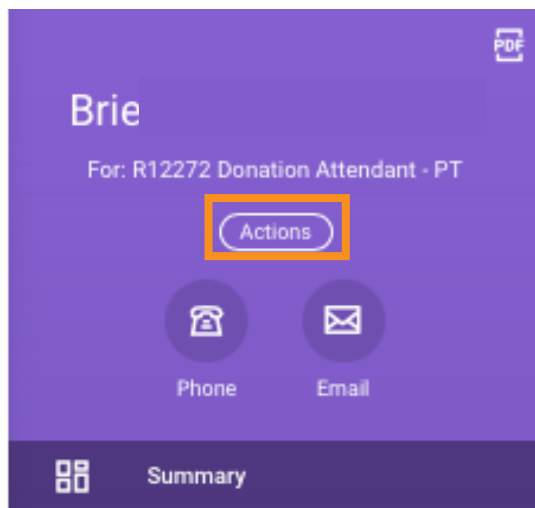 PDF
Brie
For: R12272 Donation Attendant - PT
Actions
Phone
Email
Summary